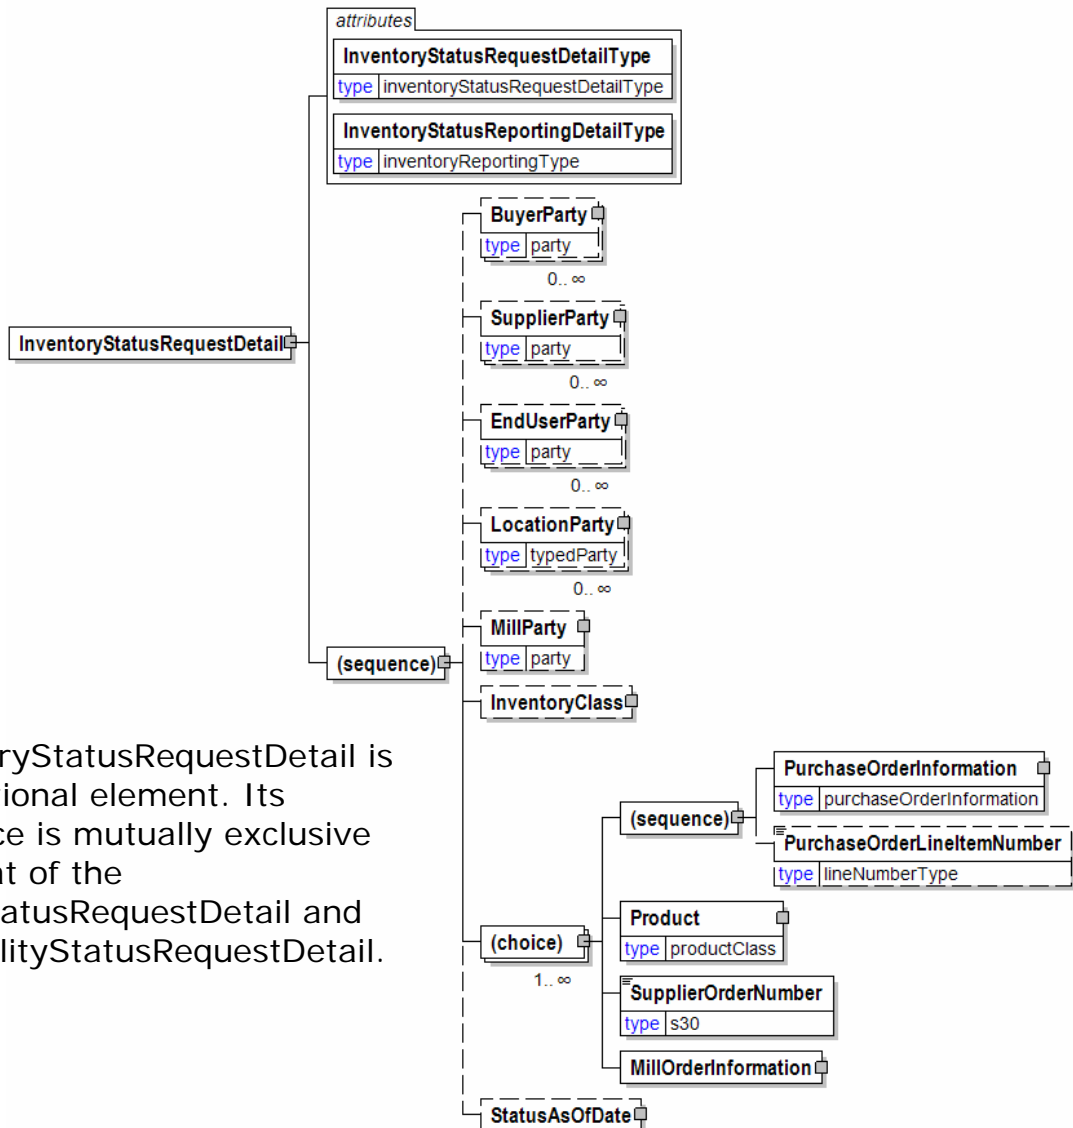 attributes
InventoryStatusRequestDetailType
type inventoryStatusRequestDetailType
InventoryStatusReportingDetailType
type inventoryReportingType
BuyerParty
type party
0.. ∞
SupplierParty
type party
0.. ∞
InventoryStatusRequestDetail
EndUserParty
type party
0.. ∞
LocationParty
type typedParty
0.. ∞
MillParty
type party
(sequence)
InventoryClass
ryStatusRequestDetail is
tional element. Its
ce is mutually exclusive
at of the
atusRequestDetail and
lityStatusRequestDetail.
PurchaseOrderInformation
type purchaseOrderInformation
(sequence)
PurchaseOrderLineItemNumber
type lineNumberType
Product
type productClass
(choice)
1.. ∞
SupplierOrderNumber
type s30
MillOrderInformation
StatusAsOfDate